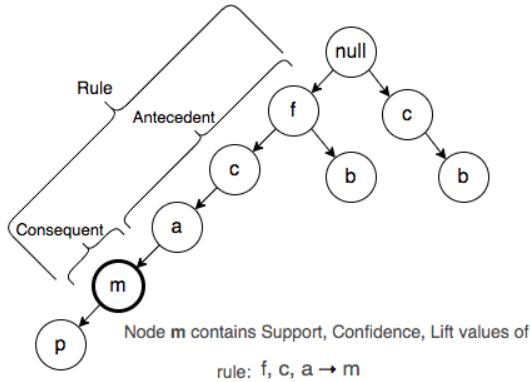 null
Rule
Antecedent
f
c
c
b
b
a
Consequent
m
p
Node m contains Support, Confidence, Lift values of
rule: f, c, a → m